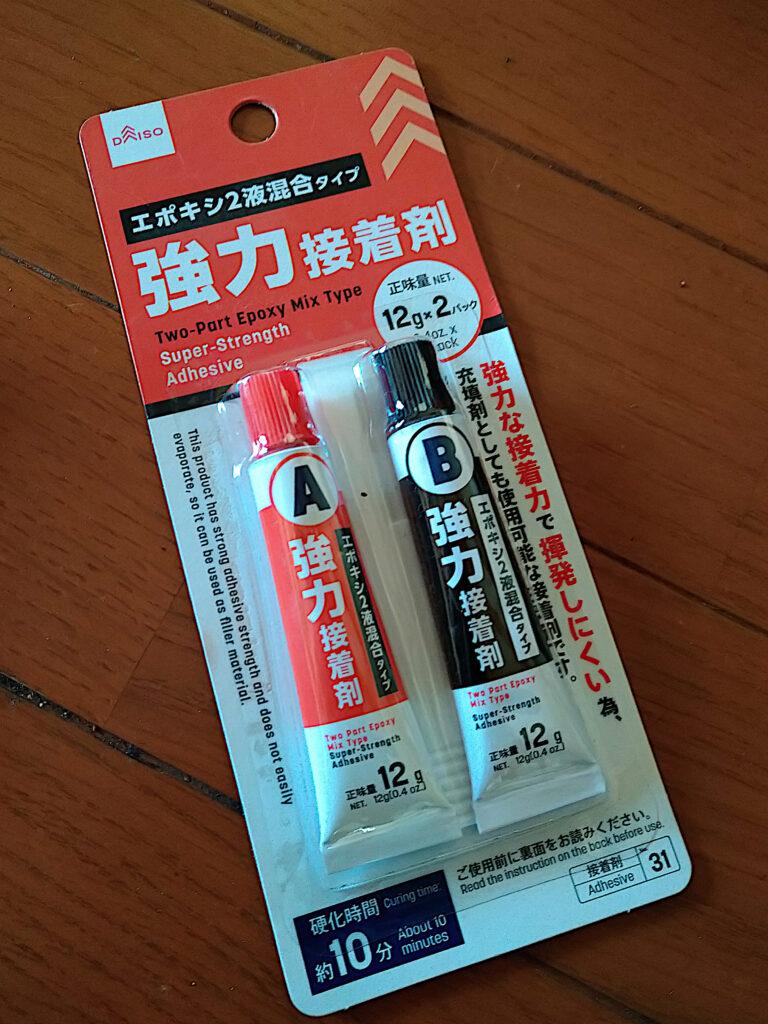 DAISO
エポキシ2液混合タイプ
強力接着剤
Two-Part Epoxy Mix Type
Super-Strength
Adhesive
正味量 NET.
12g×2パック
4oz. x
強力な接着力で揮発しにくい為、
充填剤としても使用可能な接着剤です。
This product has strong adhesive strength and does not easily
evaporate, so it can be used as filler material.
A
強力接着剤
エポキシ2液混合タイプ
Two Part Epoxy
Mix Type
Super-Strength
Adhesive
正味量 12g
NET. 12g(0.4 oz.)
B
強力接着剤
エポキシ2液混合タイプ
Two Part Epoxy
Mix Type
Super-Strength
Adhesive
正味量 12g
NET. 12g(0.4 oz.)
ご使用前に裏面をお読みください。
Read the instruction on the back before use.
接着剤
Adhesive
No.
31
硬化時間 Curing time:
約10分 About 10
minutes